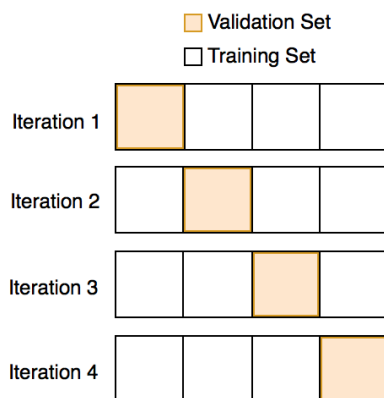 Validation Set
Training Set
Iteration 1
Iteration 2
Iteration 3
Iteration 4